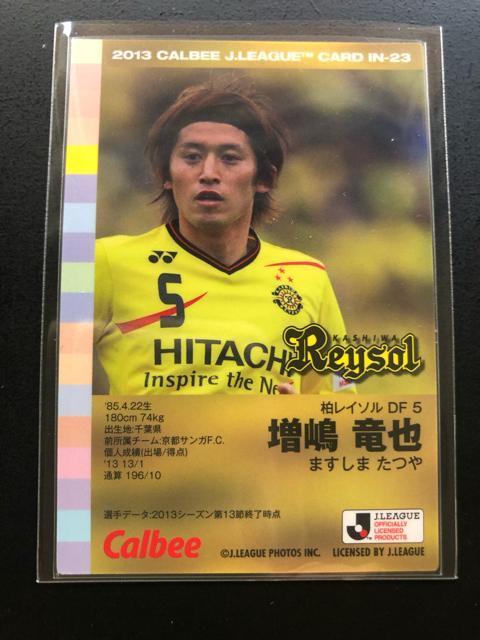 2013 CALBEE J.LEAGUE™ CARD IN-23
5
HITACHI
Inspire the Ne
KASHIWA
Reysol
'85.4.22生
180cm 74kg
出生地:千葉県
前所属チーム:京都サンガF.C.
個人成績(出場/得点)
'13 13/1
通算 196/10
柏レイソル DF 5
増嶋 竜也
ますしま たつや
選手データ:2013シーズン第13節終了時点
Calbee
©J.LEAGUE PHOTOS INC.
J.LEAGUE
OFFICIALLY
LICENSED
PRODUCTS
LICENSED BY J.LEAGUE